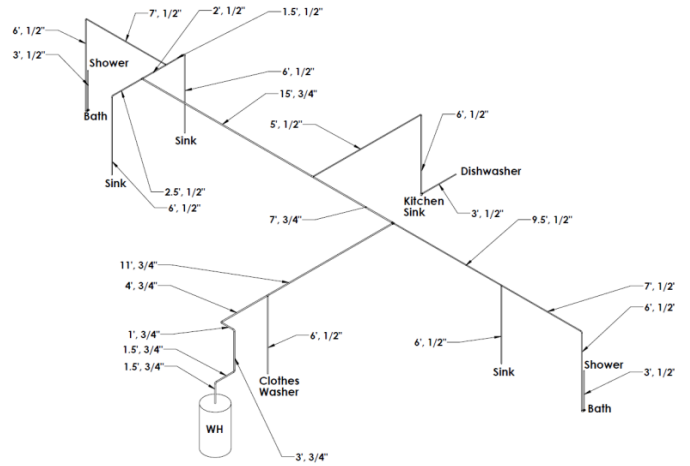 7', 1/2"
2', 1/2"
1.5', 1/2"
6', 1/2"
3', 1/2"
Shower
6', 1/2"
15', 3/4"
Bath
5', 1/2"
6', 1/2"
Sink
Dishwasher
Sink
2.5', 1/2"
Kitchen
Sink
3', 1/2"
6', 1/2"
7', 3/4"
9.5', 1/2"
11', 3/4"
4', 3/4"
7', 1/2'
6', 1/2"
1', 3/4"
6', 1/2"
6', 1/2"
1.5', 3/4"
Shower
1.5', 3/4"
Sink
3', 1/2"
Clothes
Washer
Bath
WH
3', 3/4"